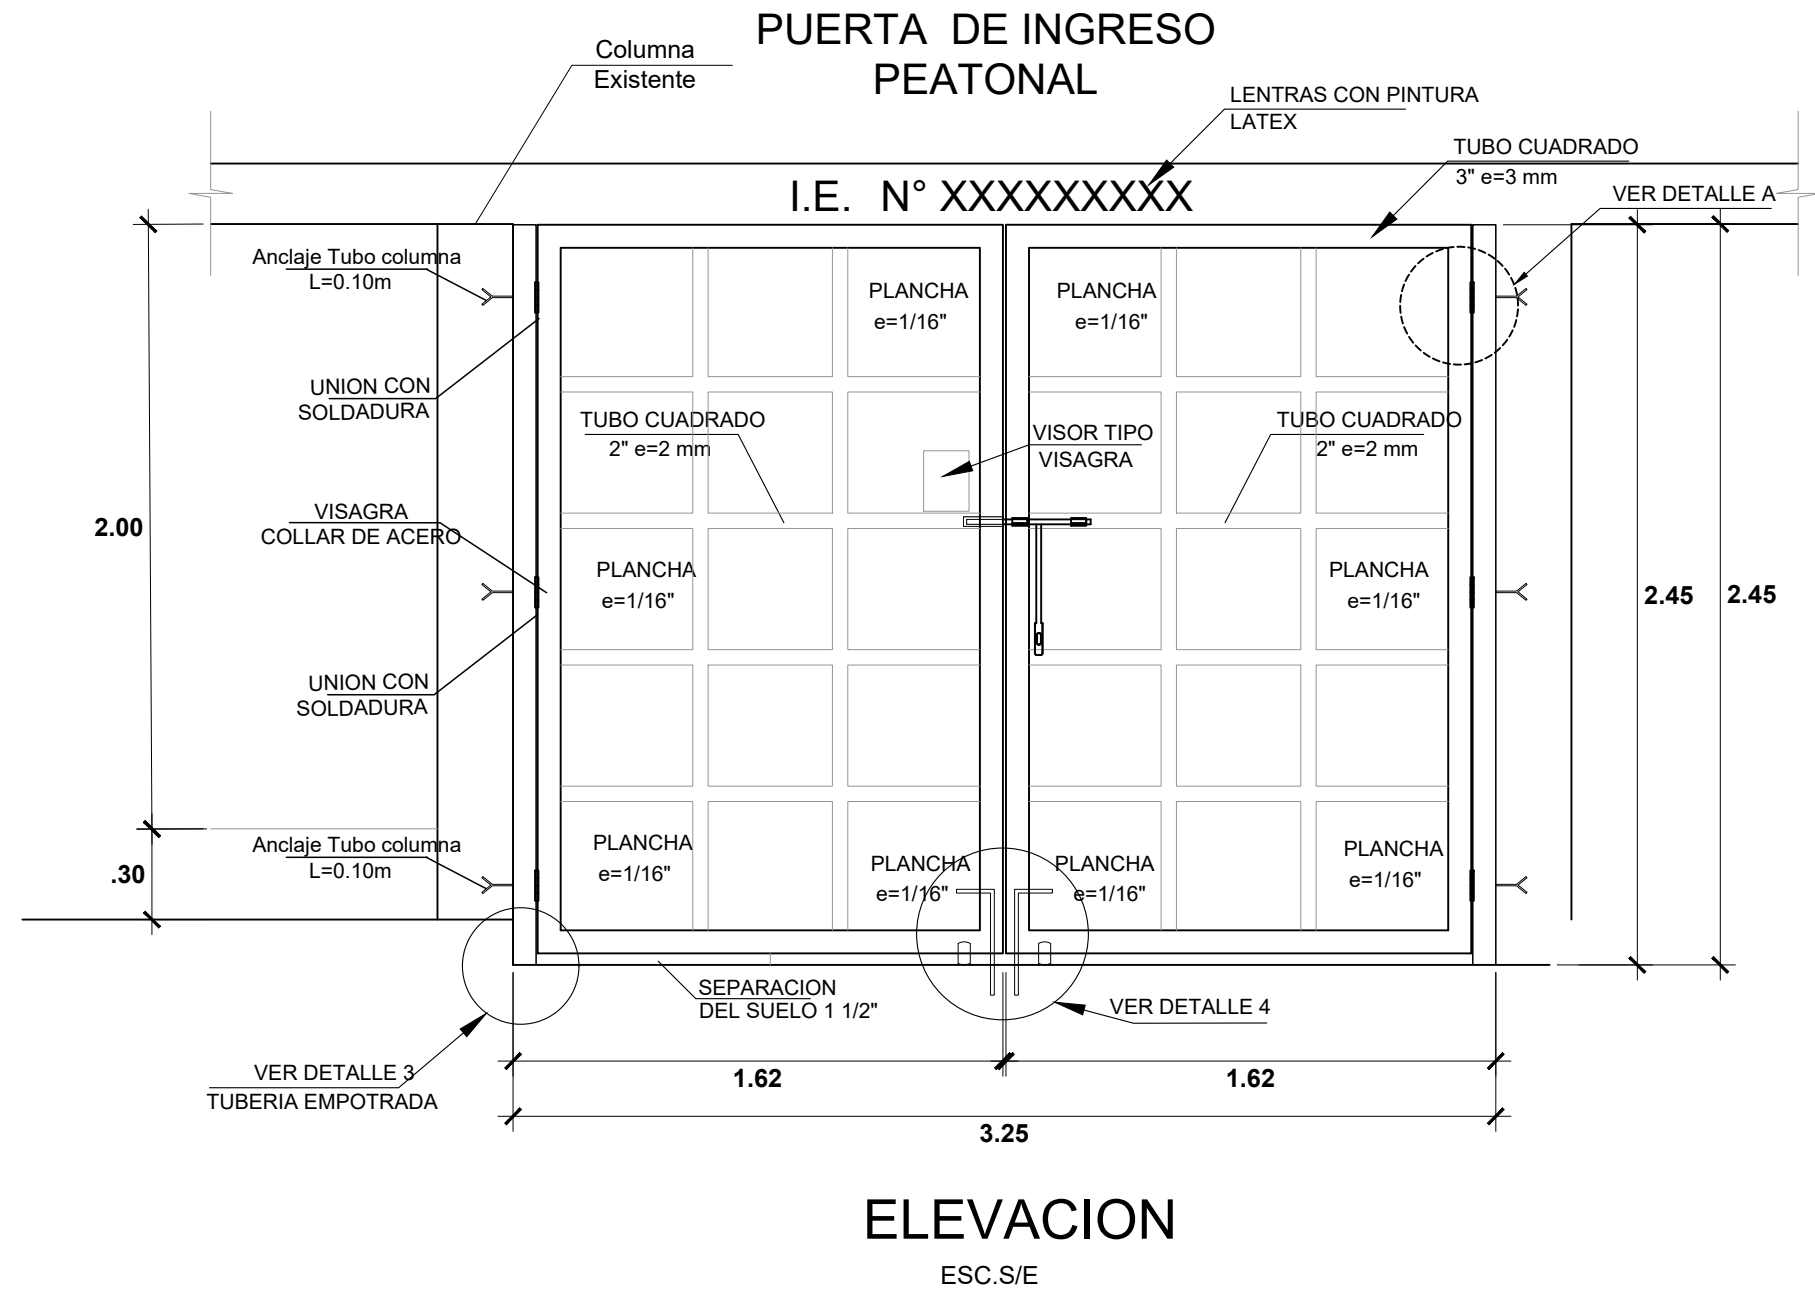 PUERTA DE INGRESO
PEATONAL
Columna
Existente
LENTRAS CON PINTURA
LATEX
TUBO CUADRADO
3" e=3 mm
VER DETALLE A
I.E. N° XXXXXXXXX
Anclaje Tubo columna
L=0.10m
PLANCHA
e=1/16"
PLANCHA
e=1/16"
UNION CON
SOLDADURA
TUBO CUADRADO
2" e=2 mm
VISOR TIPO
VISAGRA
TUBO CUADRADO
2" e=2 mm
2.00
VISAGRA
COLLAR DE ACERO
PLANCHA
e=1/16"
PLANCHA
e=1/16"
2.45
2.45
UNION CON
SOLDADURA
Anclaje Tubo columna
L=0.10m
.30
PLANCHA
e=1/16"
PLANCHA
e=1/16"
PLANCHA
e=1/16"
PLANCHA
e=1/16"
SEPARACION
DEL SUELO 1 1/2"
VER DETALLE 4
VER DETALLE 3
TUBERIA EMPOTRADA
1.62
1.62
3.25
ELEVACION
ESC.S/E